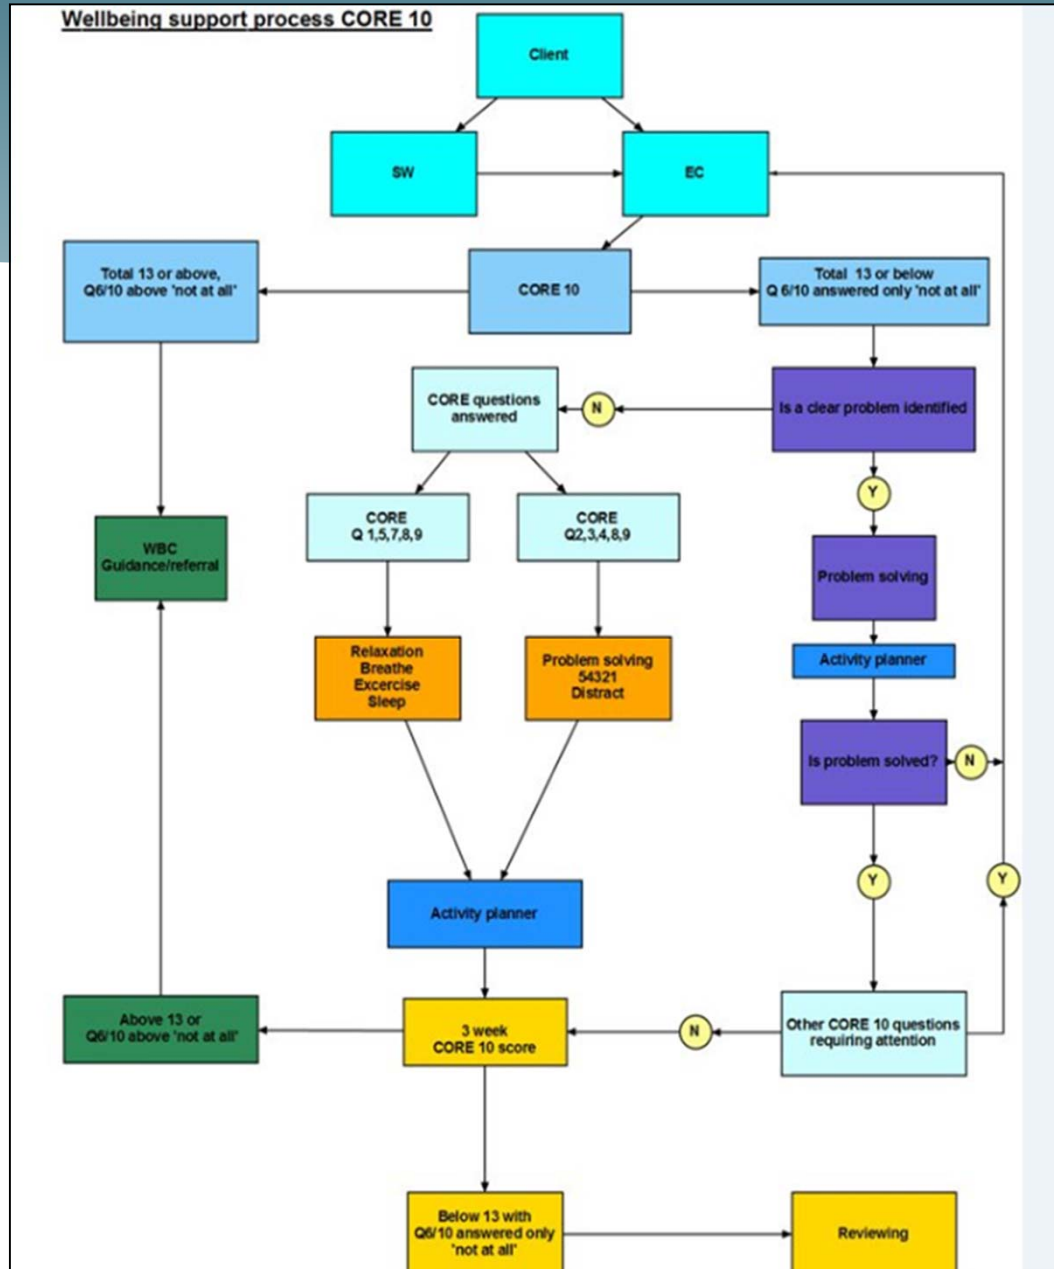 Wellbeing support process CORE 10
Client
SW
EC
Total 13 or above,
Q6/10 above 'not at all'
CORE 10
Total 13 or below
Q 6/10 answered only 'not at all'
CORE questions
answered
N
Is a clear problem identified
Y
CORE
Q 1,5,7,8,9
CORE
Q2,3,4,8,9
WBC
Guidance/referral
Problem solving
Relaxation
Breathe
Excercise
Sleep
Problem solving
54321
Distract
Activity planner
Is problem solved?
N
Y
Y
Activity planner
Above 13 or
Q6/10 above 'not at all'
3 week
CORE 10 score
N
Other CORE 10 questions
requiring attention
Below 13 with
Q6/10 answered only
'not at all'
Reviewing